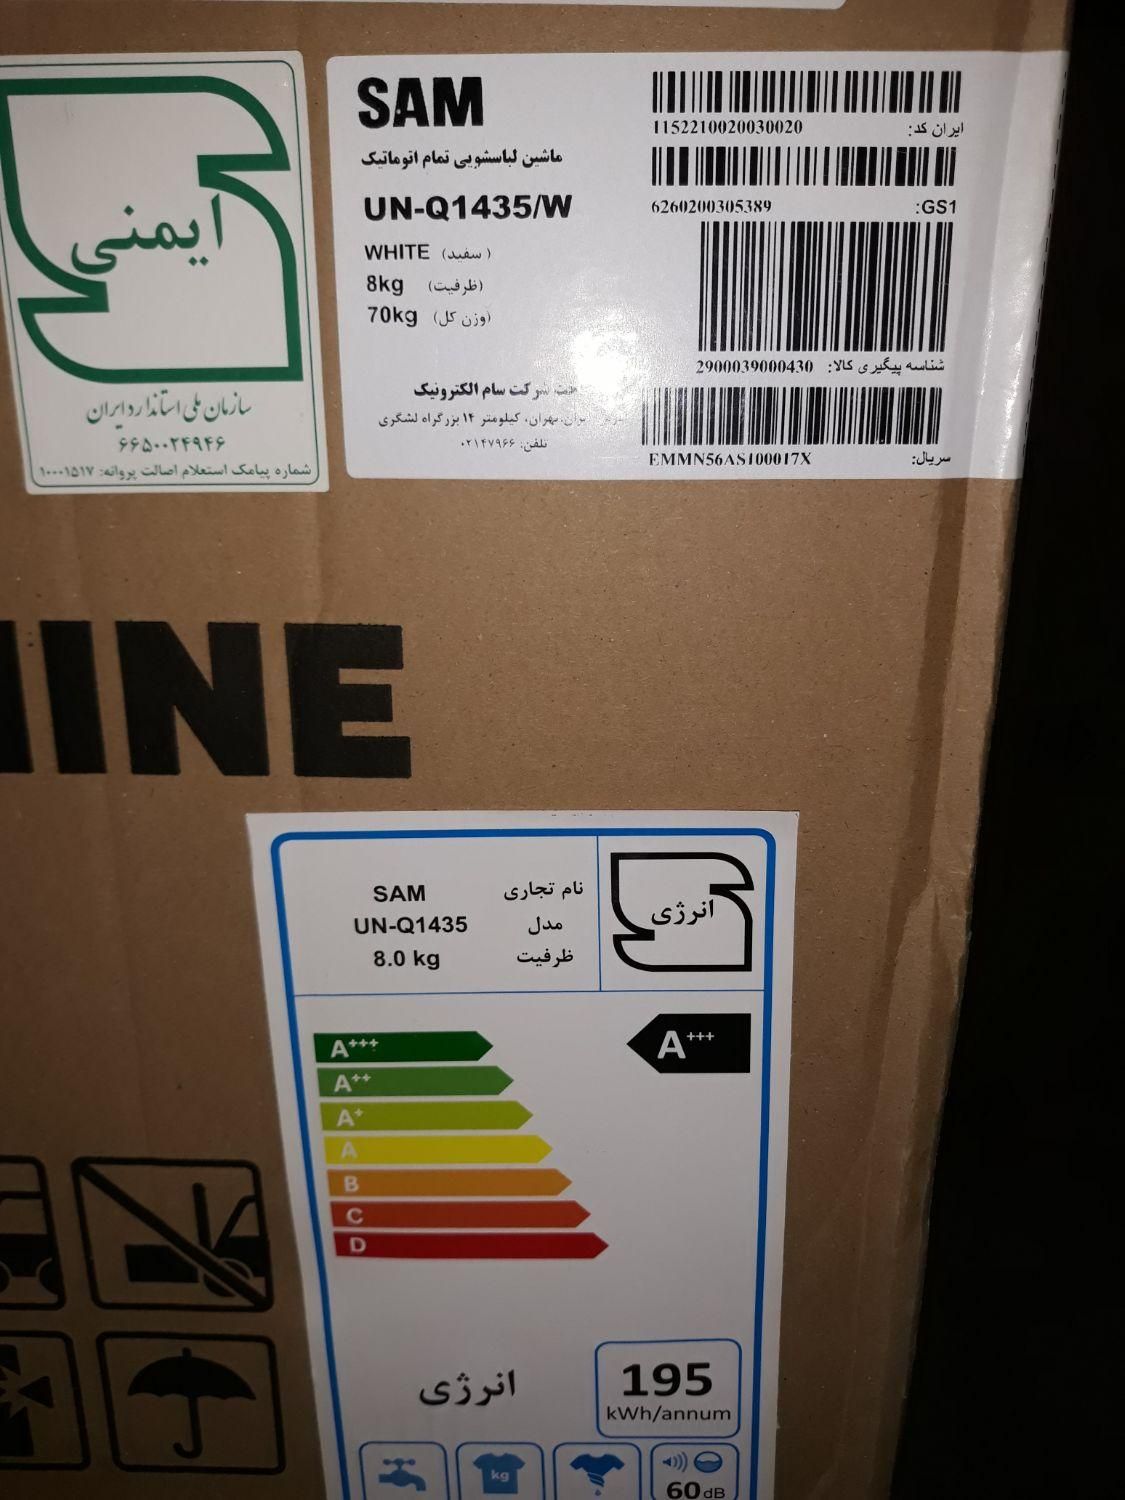 ایمنی
سازمان ملی استاندارد ایران
۶۶۵۰۰۲۴۹۴۶
شماره پیامک استعلام اصالت پروانه: ۱۰۰۰۱۵۱۷
SAM
ماشین لباسشویی تمام اتوماتیک
UN-Q1435/W
WHITE (سفید)
8kg (ظرفیت)
70kg (وزن کل)
شرکت سام الکترونیک
تهران، کیلومتر ۱۴ بزرگراه لشگری
تلفن: ۰۲۱۴۷۹۶۶
ایران کد: 1152210020030020
GS1: 6260200305389
شناسه پیگیری کالا: 2900039000430
سریال: EMMN56AS100017X
INE
نام تجاری SAM
مدل UN-Q1435
ظرفیت 8.0 kg
انرژی
A+++
A+++
A++
A+
A
B
C
D
انرژی
195
kWh/annum
kg
60dB